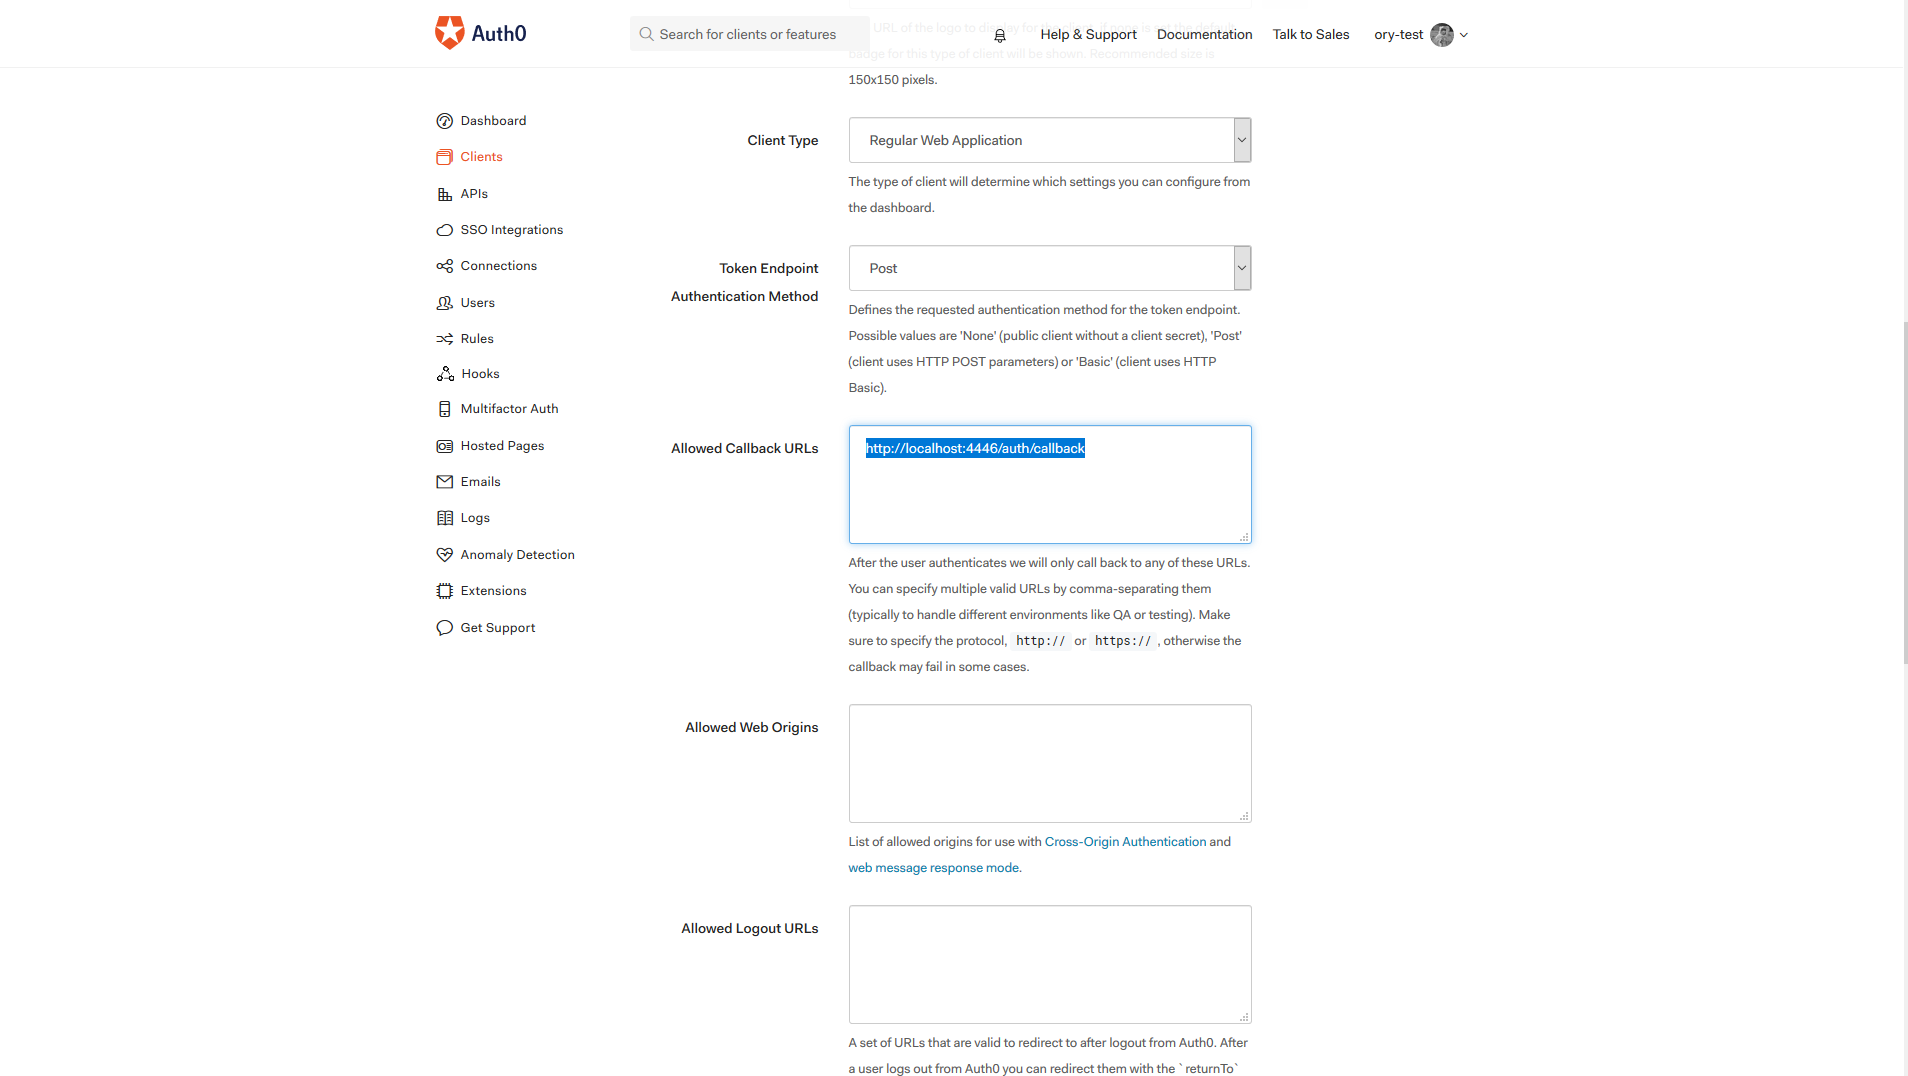 Auth0
Search for clients or features
Help & Support
Documentation
Talk to Sales
ory-test
URL of the logo to display for the client, if none is set the default
badge for this type of client will be shown. Recommended size is
150x150 pixels.
Dashboard
Clients
APIs
SSO Integrations
Connections
Users
Rules
Hooks
Multifactor Auth
Hosted Pages
Emails
Logs
Anomaly Detection
Extensions
Get Support
Client Type
Regular Web Application
The type of client will determine which settings you can configure from
the dashboard.
Token Endpoint
Authentication Method
Post
Defines the requested authentication method for the token endpoint.
Possible values are 'None' (public client without a client secret), 'Post'
(client uses HTTP POST parameters) or 'Basic' (client uses HTTP
Basic).
Allowed Callback URLs
http://localhost:4446/auth/callback
After the user authenticates we will only call back to any of these URLs.
You can specify multiple valid URLs by comma-separating them
(typically to handle different environments like QA or testing). Make
sure to specify the protocol, http:// or https:// , otherwise the
callback may fail in some cases.
Allowed Web Origins
List of allowed origins for use with Cross-Origin Authentication and
web message response mode.
Allowed Logout URLs
A set of URLs that are valid to redirect to after logout from Auth0. After
a user logs out from Auth0 you can redirect them with the `returnTo`